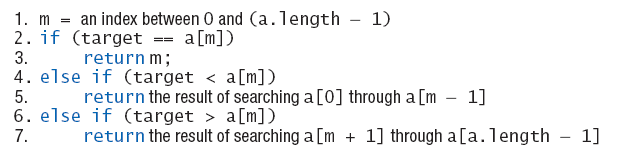 1. m = an index between 0 and (a.length – 1)
2. if (target == a[m])
3. return m;
4. else if (target < a[m])
5. return the result of searching a[0] through a[m – 1]
6. else if (target > a[m])
7. return the result of searching a[m + 1] through a[a.length – 1]